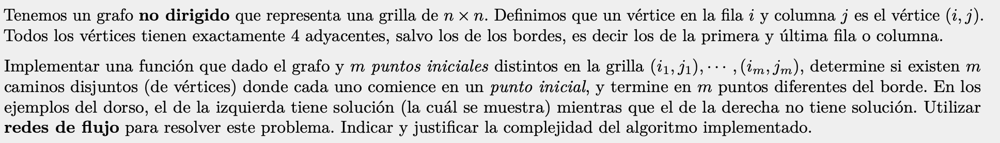 Tenemos un grafo no dirigido que representa una grilla de n × n. Definimos que un vértice en la fila i y columna j es el vértice (i, j).
Todos los vértices tienen exactamente 4 adyacentes, salvo los de los bordes, es decir los de la primera y última fila o columna.
Implementar una función que dado el grafo y m puntos iniciales distintos en la grilla (i₁, j₁), ⋯ , (iₘ, jₘ), determine si existen m
caminos disjuntos (de vértices) donde cada uno comience en un punto inicial, y termine en m puntos diferentes del borde. En los
ejemplos del dorso, el de la izquierda tiene solución (la cuál se muestra) mientras que el de la derecha no tiene solución. Utilizar
redes de flujo para resolver este problema. Indicar y justificar la complejidad del algoritmo implementado.